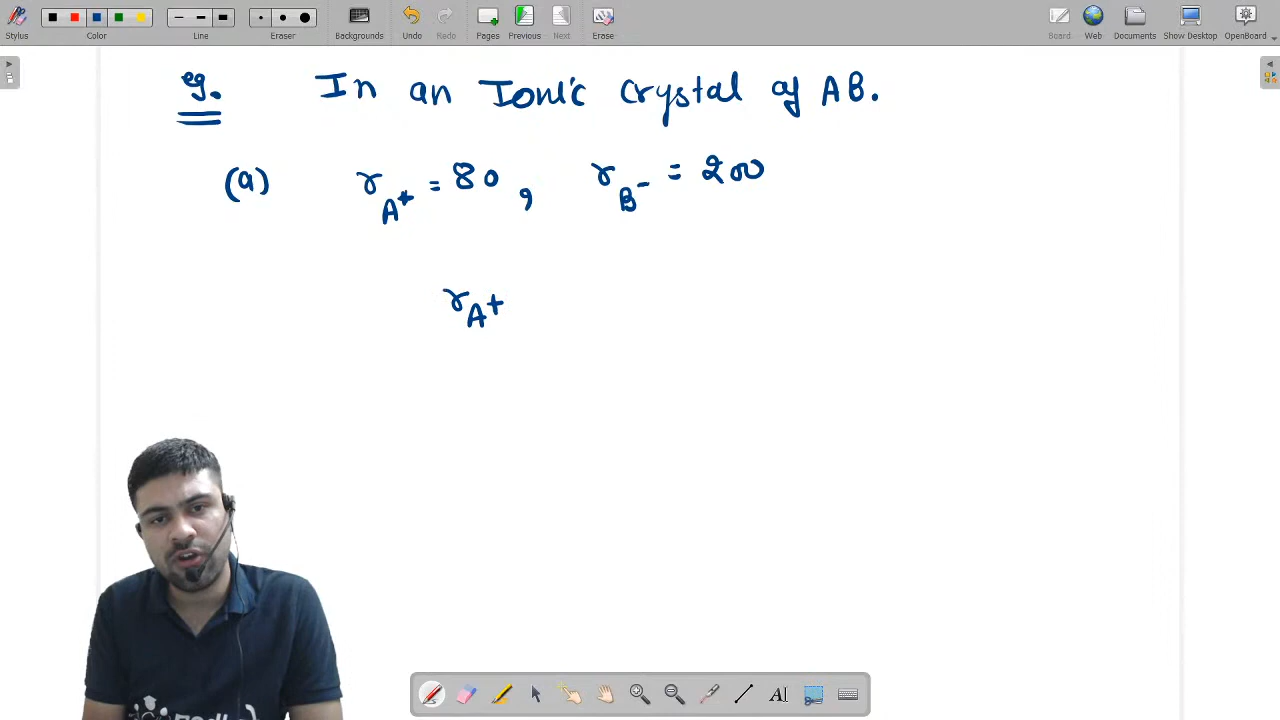 Stylus Color Line Eraser Backgrounds Undo Redo Pages Previous Next Erase Board Web Documents Show Desktop OpenBoard
eg. In an Ionic Crystal of AB.
(a) r A+ = 80, r B- = 200
r A+